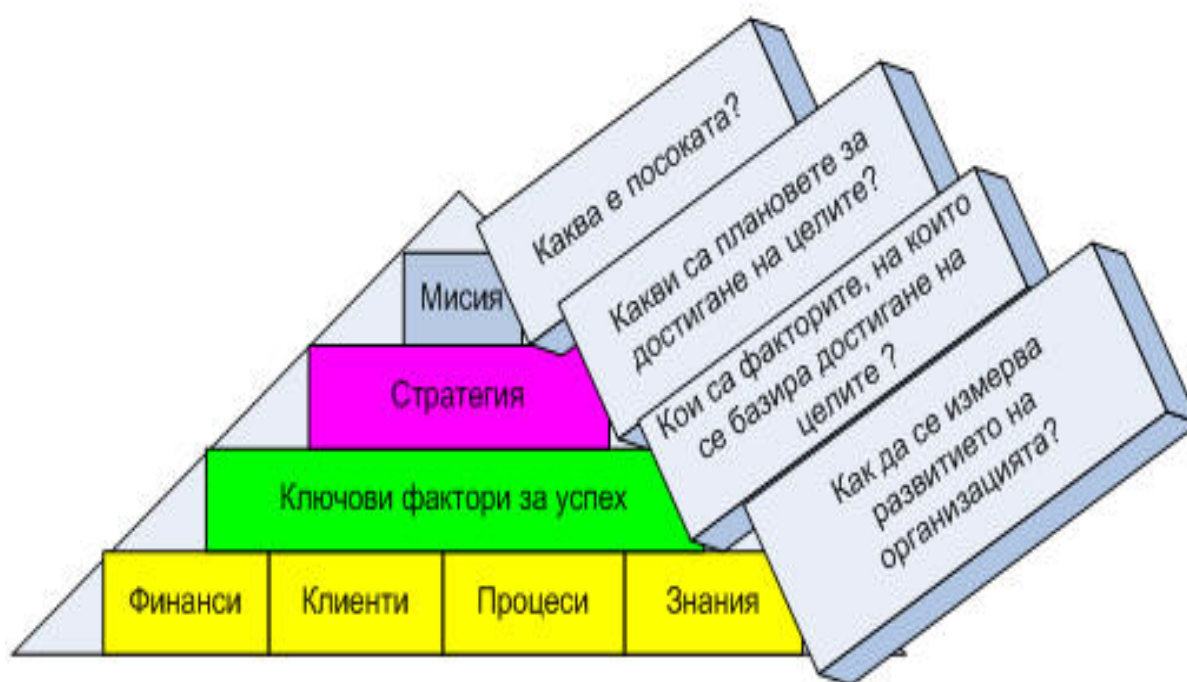 Каква е посоката?
Какви са плановете за
достигане на целите?
Кои са факторите, на които
се базира достигане на
целите ?
Как да се измерва
развитието на
организацията?
Мисия
Стратегия
Ключови фактори за успех
Финанси
Клиенти
Процеси
Знания